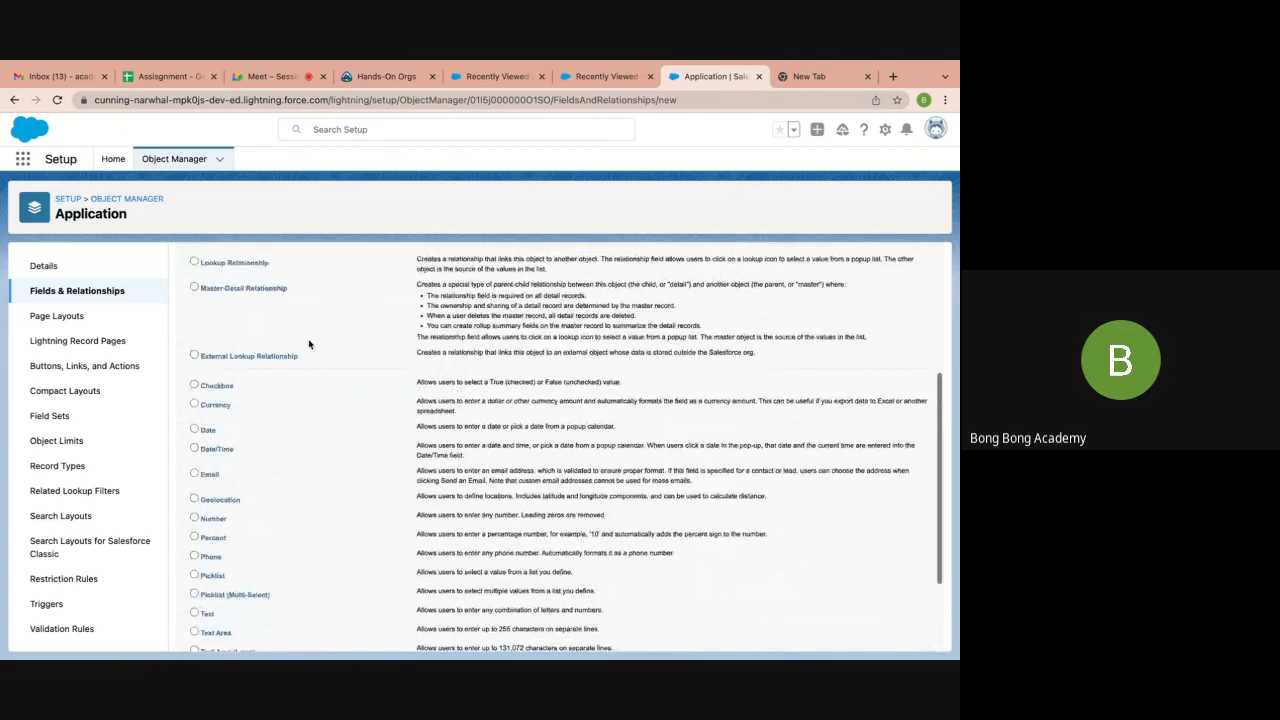 Inbox (13) - acad
Assisgnment - G
Meet – Sessi
Hands-On Orgs
Recently Viewed
Recently Viewed
Application | Sale
New Tab
cunning-narwhal-mpk0js-dev-ed.lightning.force.com/lightning/setup/ObjectManager/01I5j000000O1SO/FieldsAndRelationships/new
B
Search Setup
Setup
Home
Object Manager
SETUP > OBJECT MANAGER
Application
Details
Fields & Relationships
Page Layouts
Lightning Record Pages
Buttons, Links, and Actions
Compact Layouts
Field Sets
Object Limits
Record Types
Related Lookup Filters
Search Layouts
Search Layouts for Salesforce
Classic
Restriction Rules
Triggers
Validation Rules
Lookup Relationship
Creates a relationship that links this object to another object. The relationship field allows users to click on a lookup icon to select a value from a popup list. The other
object is the source of the values in the list.
Master-Detail Relationship
Creates a special type of parent-child relationship between this object (the child, or "detail") and another object (the parent, or "master") where:
• The relationship field is required on all detail records.
• The ownership and sharing of a detail record are determined by the master record.
• When a user deletes the master record, all detail records are deleted.
• You can create rollup summary fields on the master record to summarize the detail records.
The relationship field allows users to click on a lookup icon to select a value from a popup list. The master object is the source of the values in the list.
External Lookup Relationship
Creates a relationship that links this object to an external object whose data is stored outside the Salesforce org.
Checkbox
Allows users to select a True (checked) or False (unchecked) value.
Currency
Allows users to enter a dollar or other currency amount and automatically formats the field as a currency amount. This can be useful if you export data to Excel or another
spreadsheet.
Date
Allows users to enter a date or pick a date from a popup calendar.
Date/Time
Allows users to enter a date and time, or pick a date from a popup calendar. When users click a date in the pop-up, that date and the current time are entered into the
Date/Time field.
Email
Allows users to enter an email address, which is validated to ensure proper format. If this field is specified for a contact or lead, users can choose the address when
clicking Send an Email. Note that custom email addresses cannot be used for mass emails.
Geolocation
Allows users to define locations. Includes latitude and longitude components, and can be used to calculate distance.
Number
Allows users to enter any number. Leading zeros are removed.
Percent
Allows users to enter a percentage number, for example, '10' and automatically adds the percent sign to the number.
Phone
Allows users to enter any phone number. Automatically formats it as a phone number.
Picklist
Allows users to select a value from a list you define.
Picklist (Multi-Select)
Allows users to select multiple values from a list you define.
Text
Allows users to enter any combination of letters and numbers.
Text Area
Allows users to enter up to 255 characters on separate lines.
Allows users to enter up to 131,072 characters on separate lines.
B
Bong Bong Academy